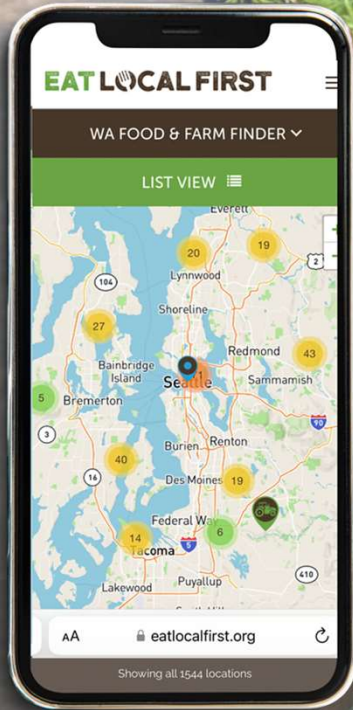 EAT LOCAL FIRST
WA FOOD & FARM FINDER
LIST VIEW
Everett
20
19
2
Lynnwood
104
Shoreline
27
Redmond
43
Bainbridge
Island
Seattle
1
Sammamish
5
Bremerton
90
3
Burien
Renton
40
16
Des Moines
19
Federal Way
6
14
Tacoma
5
410
Lakewood
Puyallup
AA
eatlocalfirst.org
Showing all 1544 locations